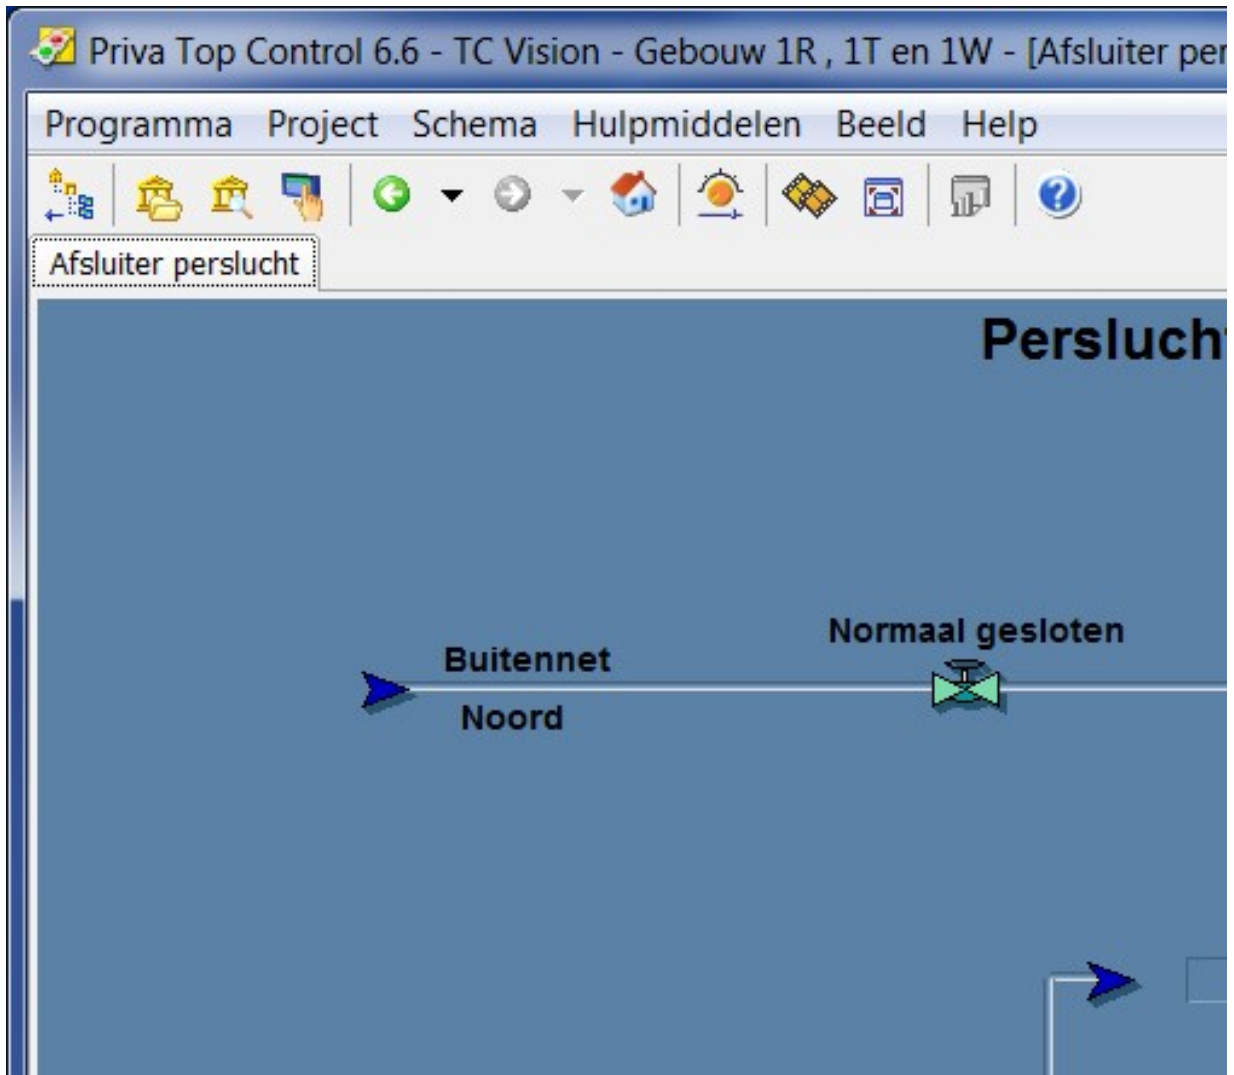 Priva Top Control 6.6 - TC Vision - Gebouw 1R , 1T en 1W - [Afsluiter per
Programma Project Schema Hulpmiddelen Beeld Help
Afsluiter perslucht
Perslucht
Normaal gesloten
Buitennet
Noord